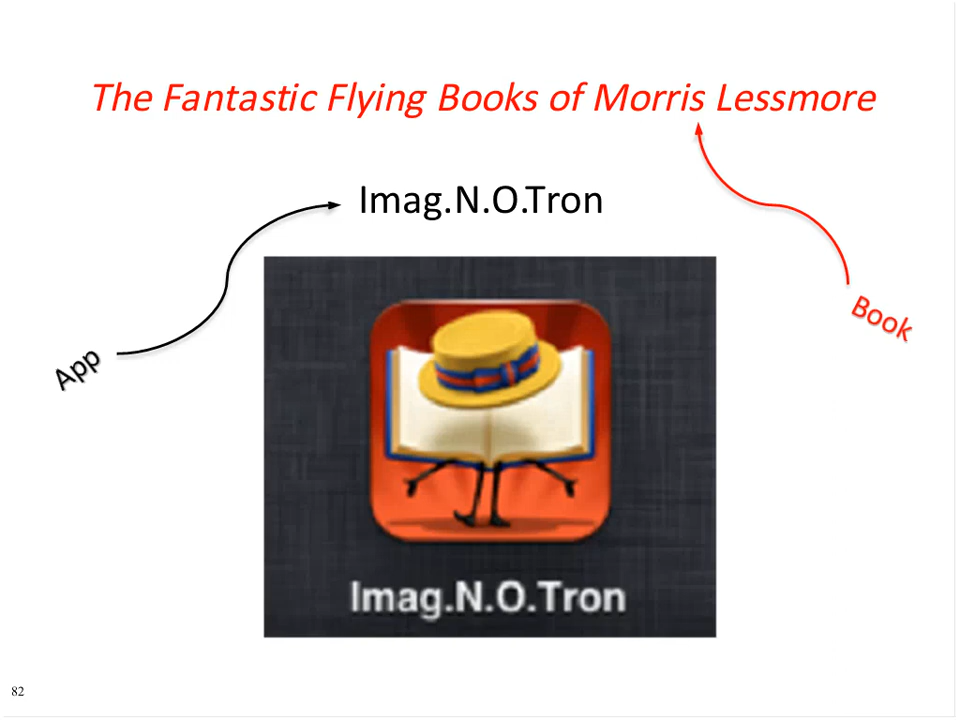 The Fantastic Flying Books of Morris Lessmore
Imag.N.O.Tron
App
Book
Imag.N.O.Tron
82